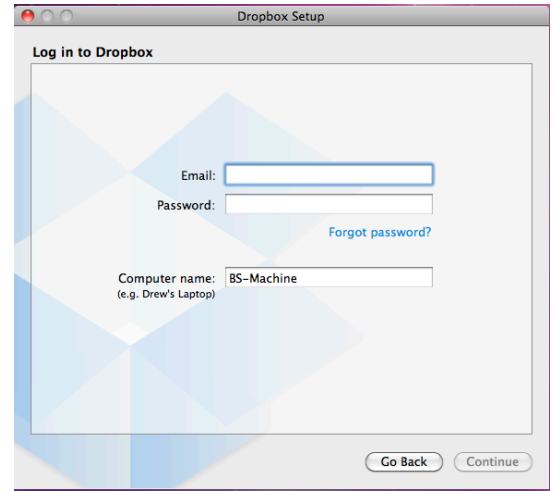 Dropbox Setup
Log in to Dropbox
Email:
Password:
Forgot password?
Computer name: BS-Machine
(e.g. Drew's Laptop)
Go Back Continue